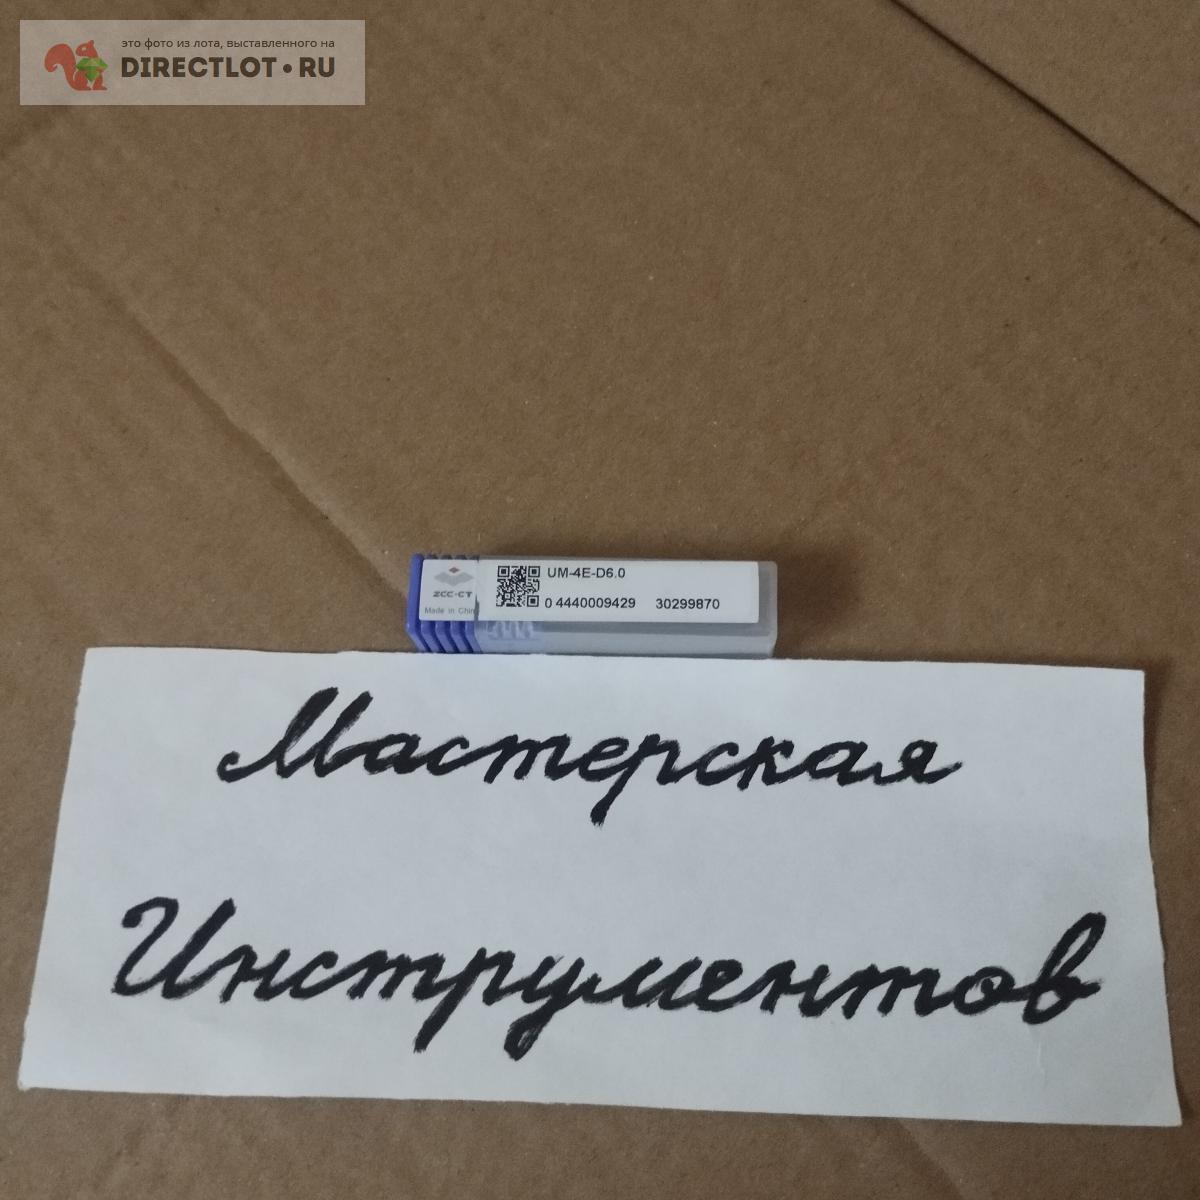 это фото из лота, выставленного на
DIRECTLOT•RU
UM-4E-D6.0
ZCC-CT
Made in Chin
0 4440009429 30299870
Мастерская
Инструментов